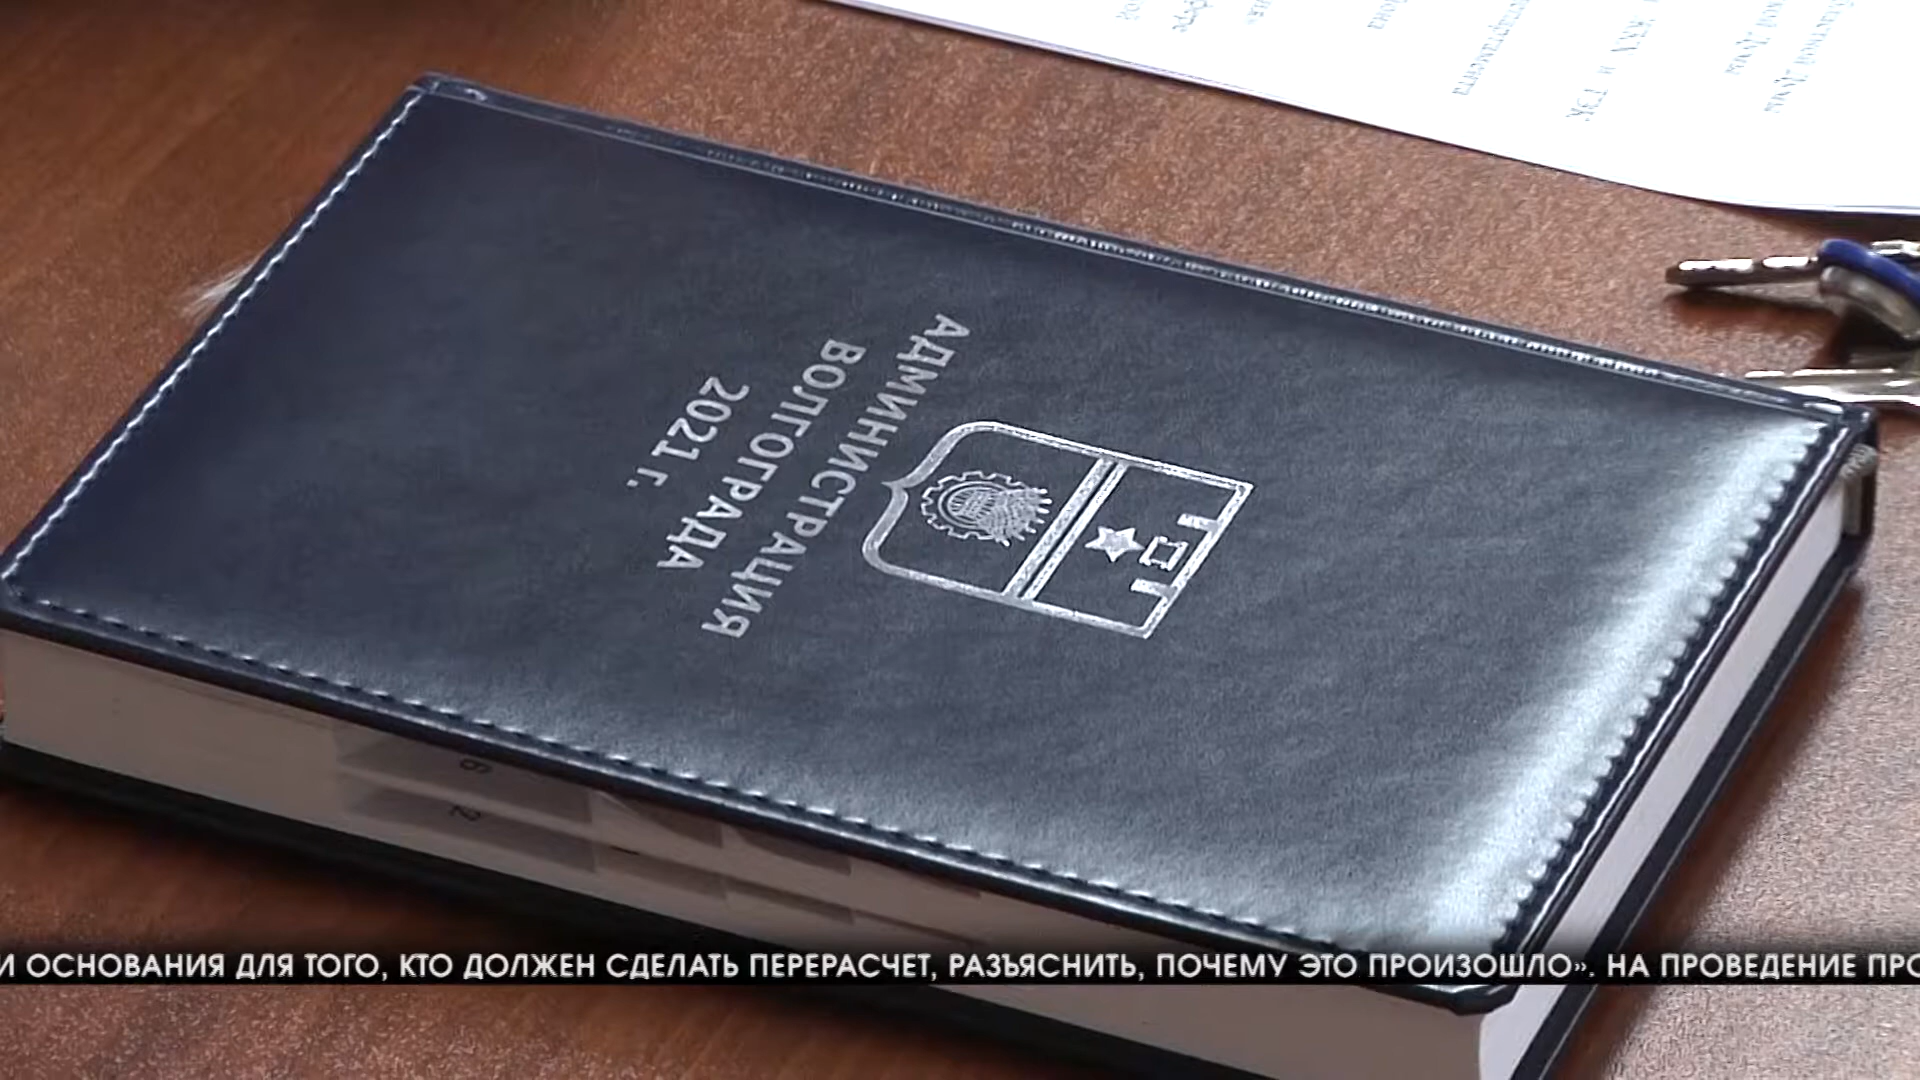 АДМИНИСТРАЦИЯ
ВОЛГОГРАДА
2021 г.
И ОСНОВАНИЯ ДЛЯ ТОГО, КТО ДОЛЖЕН СДЕЛАТЬ ПЕРЕРАСЧЕТ, РАЗЪЯСНИТЬ, ПОЧЕМУ ЭТО ПРОИЗОШЛО». НА ПРОВЕДЕНИЕ ПРО